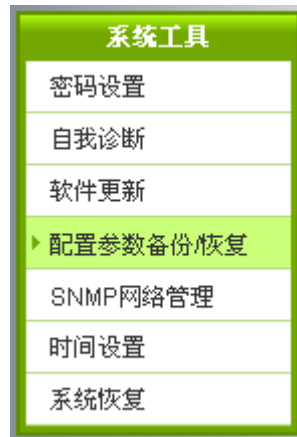 系统工具
密码设置
自我诊断
软件更新
配置参数备份/恢复
SNMP网络管理
时间设置
系统恢复